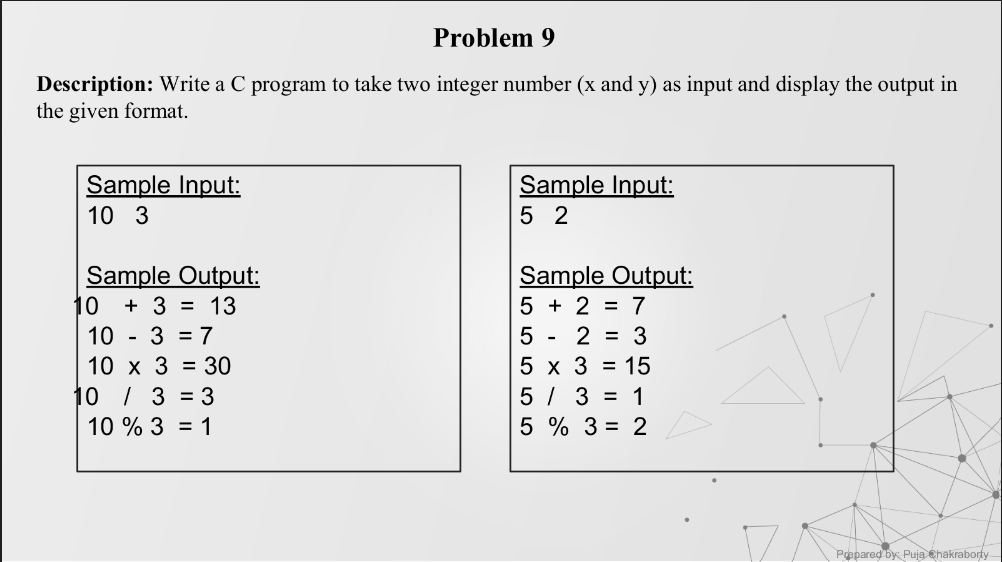 Problem 9
Description: Write a C program to take two integer number (x and y) as input and display the output in
the given format.
Sample Input:
10 3
Sample Output:
10 + 3 = 13
10 - 3 = 7
10 x 3 = 30
10 / 3 = 3
10 % 3 = 1
Sample Input:
5 2
Sample Output:
5 + 2 = 7
5 - 2 = 3
5 x 3 = 15
5 / 3 = 1
5 % 3 = 2
Prepared by: Puja Chakraborty